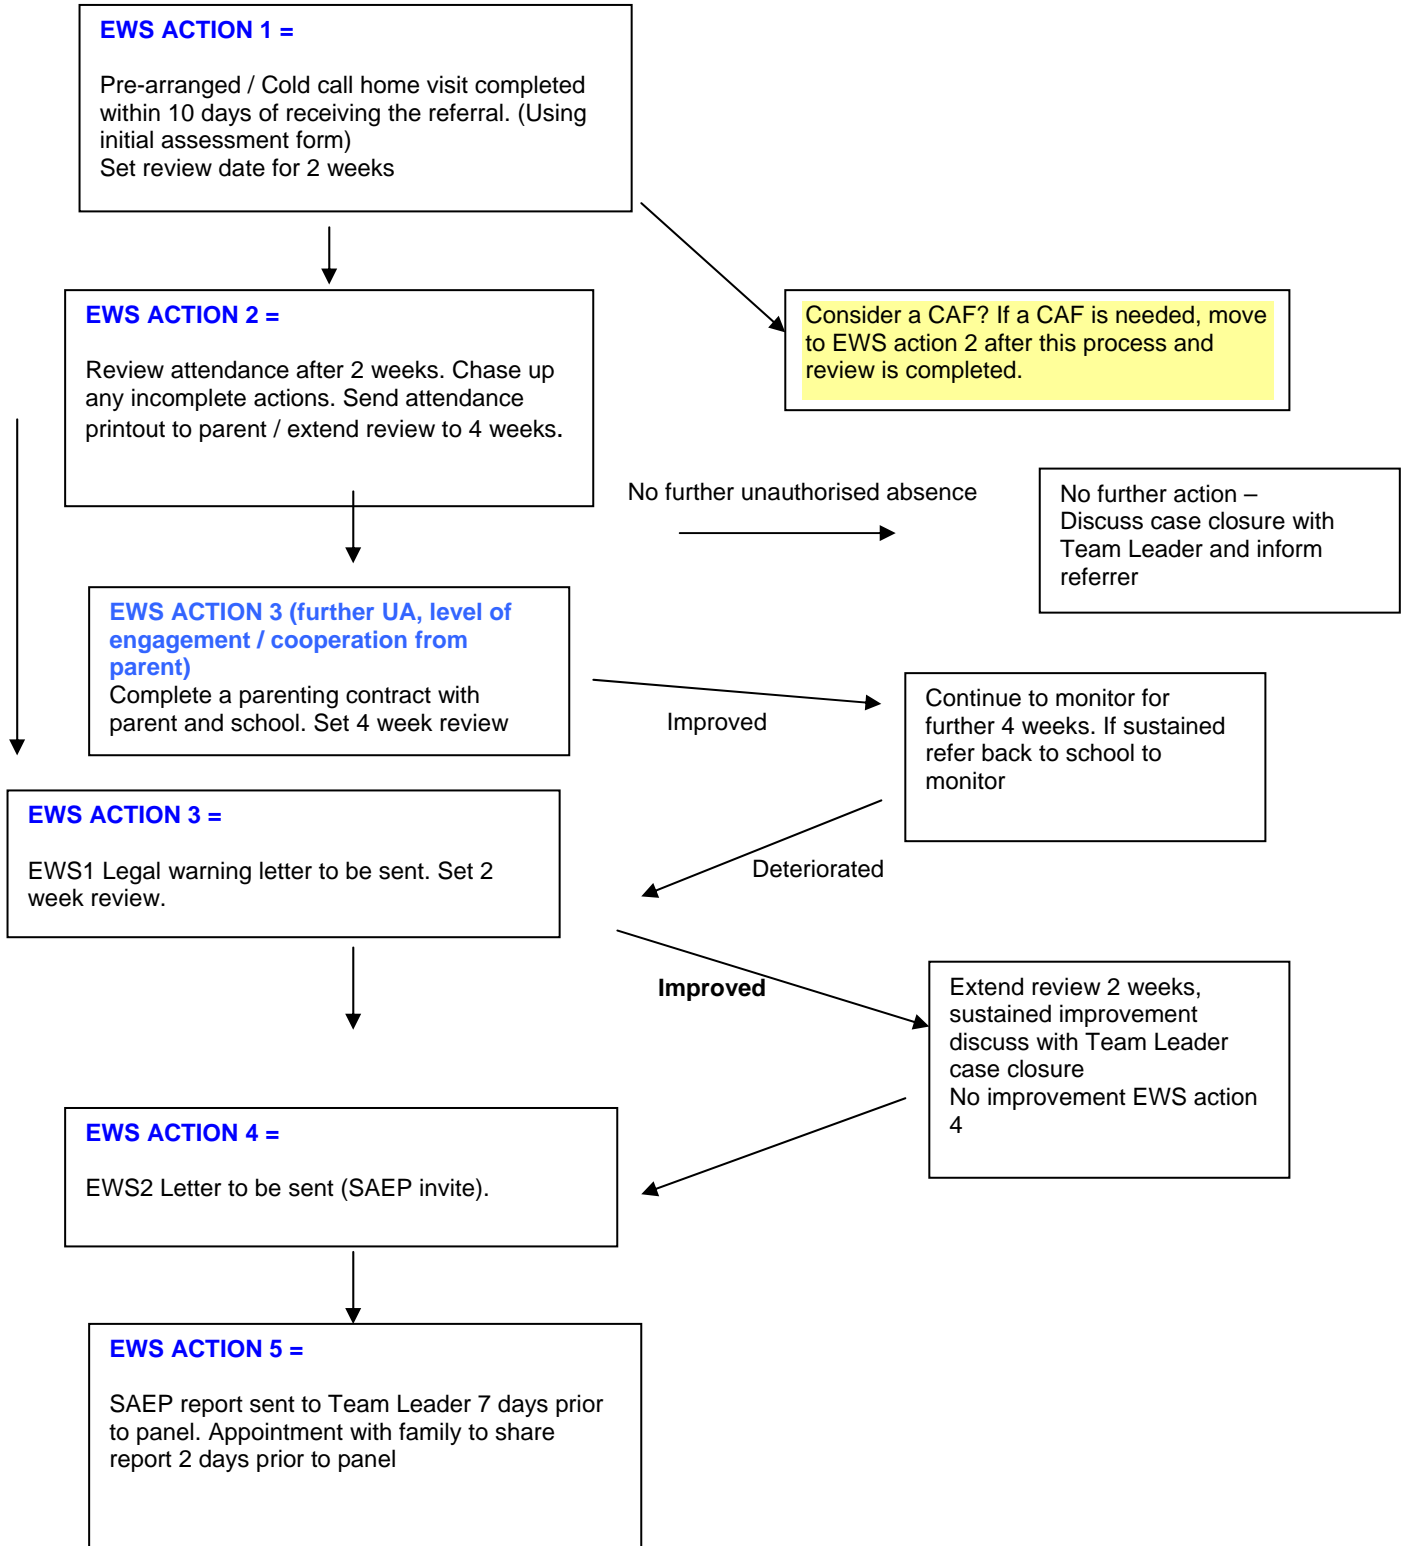 EWS ACTION 1 =
Pre-arranged / Cold call home visit completed
within 10 days of receiving the referral. (Using
initial assessment form)
Set review date for 2 weeks
EWS ACTION 2 =
Review attendance after 2 weeks. Chase up
any incomplete actions. Send attendance
printout to parent / extend review to 4 weeks.
Consider a CAF? If a CAF is needed, move
to EWS action 2 after this process and
review is completed.
No further unauthorised absence
No further action –
Discuss case closure with
Team Leader and inform
referrer
EWS ACTION 3 (further UA, level of
engagement / cooperation from
parent)
Complete a parenting contract with
parent and school. Set 4 week review
Improved
Continue to monitor for
further 4 weeks. If sustained
refer back to school to
monitor
EWS ACTION 3 =
EWS1 Legal warning letter to be sent. Set 2
week review.
Deteriorated
Improved
Extend review 2 weeks,
sustained improvement
discuss with Team Leader
case closure
No improvement EWS action
4
EWS ACTION 4 =
EWS2 Letter to be sent (SAEP invite).
EWS ACTION 5 =
SAEP report sent to Team Leader 7 days prior
to panel. Appointment with family to share
report 2 days prior to panel